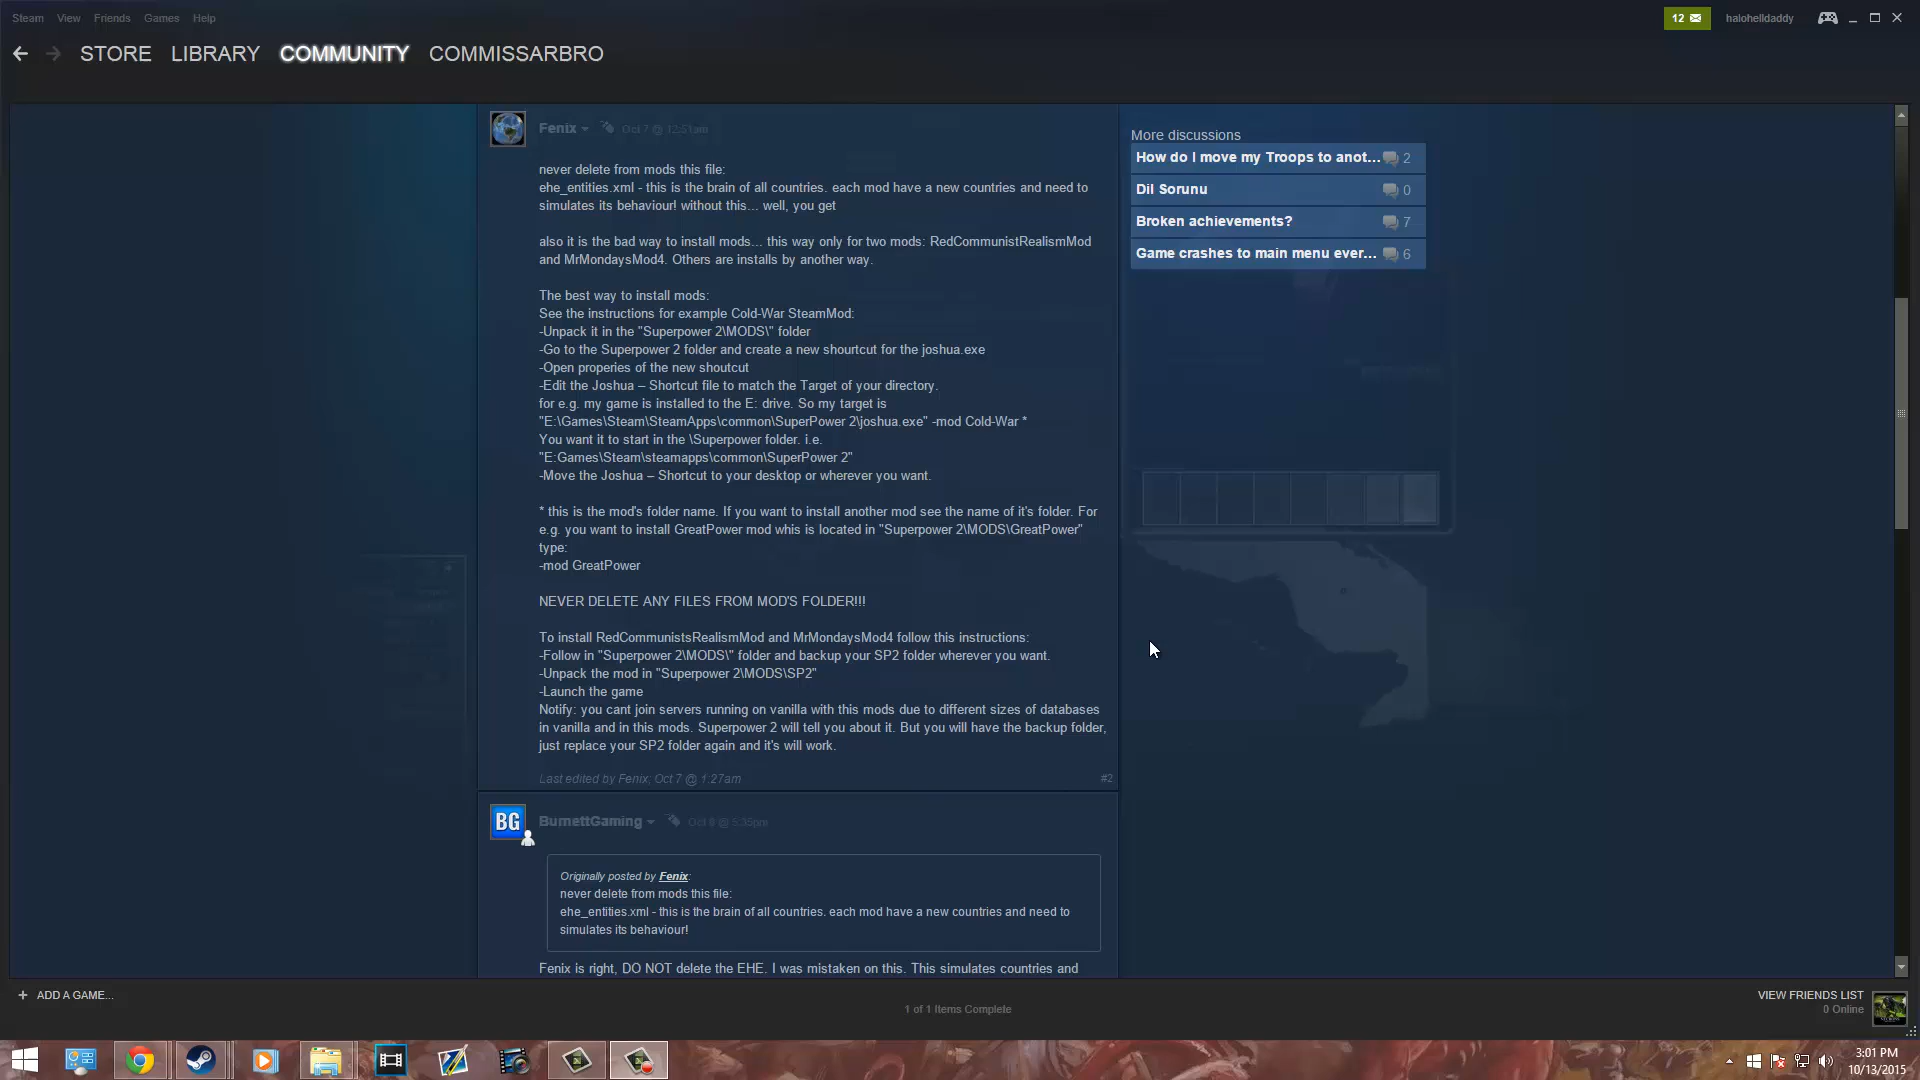 Steam View Friends Games Help
12
halohelldaddy
STORE LIBRARY COMMUNITY COMMISSARBRO
Fenix Oct 7 @ 12:51am
never delete from mods this file:
ehe_entities.xml - this is the brain of all countries. each mod have a new countries and need to
simulates its behaviour! without this... well, you get
also it is the bad way to install mods... this way only for two mods: RedCommunistRealismMod
and MrMondaysMod4. Others are installs by another way.
The best way to install mods:
See the instructions for example Cold-War SteamMod:
-Unpack it in the "Superpower 2\MODS\" folder
-Go to the Superpower 2 folder and create a new shourtcut for the joshua.exe
-Open properies of the new shoutcut
-Edit the Joshua – Shortcut file to match the Target of your directory.
for e.g. my game is installed to the E: drive. So my target is
"E:\Games\Steam\SteamApps\common\SuperPower 2\joshua.exe" -mod Cold-War *
You want it to start in the \Superpower folder. i.e.
"E:Games\Steam\steamapps\common\SuperPower 2"
-Move the Joshua – Shortcut to your desktop or wherever you want.
* this is the mod's folder name. If you want to install another mod see the name of it's folder. For
e.g. you want to install GreatPower mod whis is located in "Superpower 2\MODS\GreatPower"
type:
-mod GreatPower
NEVER DELETE ANY FILES FROM MOD'S FOLDER!!!
To install RedCommunistsRealismMod and MrMondaysMod4 follow this instructions:
-Follow in "Superpower 2\MODS\" folder and backup your SP2 folder wherever you want.
-Unpack the mod in "Superpower 2\MODS\SP2"
-Launch the game
Notify: you cant join servers running on vanilla with this mods due to different sizes of databases
in vanilla and in this mods. Superpower 2 will tell you about it. But you will have the backup folder,
just replace your SP2 folder again and it's will work.
Last edited by Fenix; Oct 7 @ 1:27am
#2
BG
BurnettGaming Oct 8 @ 5:35pm
Originally posted by Fenix:
never delete from mods this file:
ehe_entities.xml - this is the brain of all countries. each mod have a new countries and need to
simulates its behaviour!
Fenix is right, DO NOT delete the EHE. I was mistaken on this. This simulates countries and
More discussions
How do I move my Troops to anot... 2
Dil Sorunu 0
Broken achievements? 7
Game crashes to main menu ever... 6
+ ADD A GAME...
1 of 1 Items Complete
VIEW FRIENDS LIST
0 Online
3:01 PM
10/13/2015